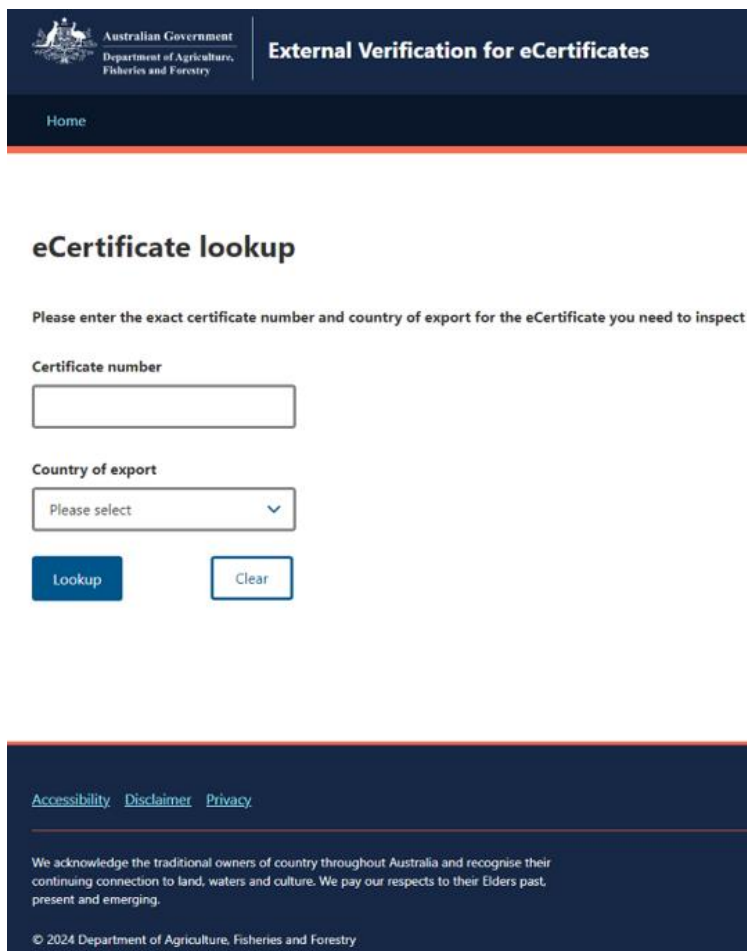 Australian Government
Department of Agriculture,
Fisheries and Forestry
External Verification for eCertificates
Home
eCertificate lookup
Please enter the exact certificate number and country of export for the eCertificate you need to inspect
Certificate number
Country of export
Please select
Lookup
Clear
Accessibility Disclaimer Privacy
We acknowledge the traditional owners of country throughout Australia and recognise their
continuing connection to land, waters and culture. We pay our respects to their Elders past,
present and emerging.
© 2024 Department of Agriculture, Fisheries and Forestry